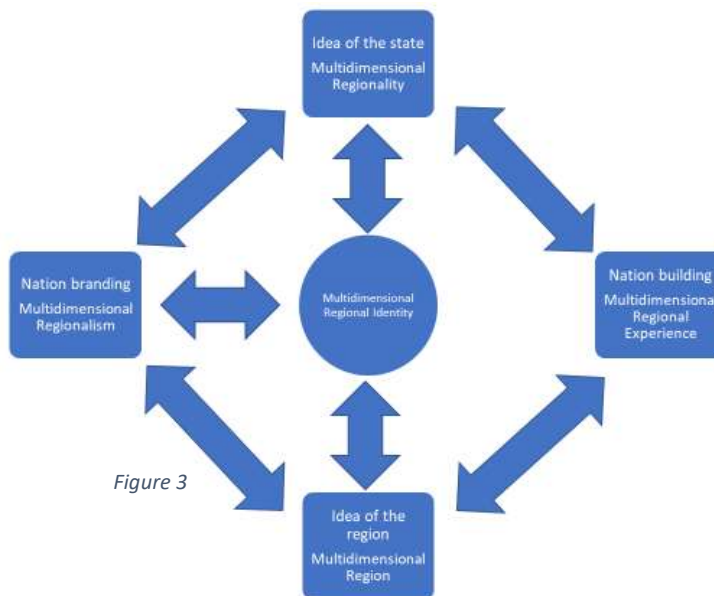 Idea of the state
Multidimensional
Regionality
Nation branding
Multidimensional
Regionalism
Multidimensional
Regional Identity
Nation building
Multidimensional
Regional
Experience
Figure 3
Idea of the
region
Multidimensional
Region